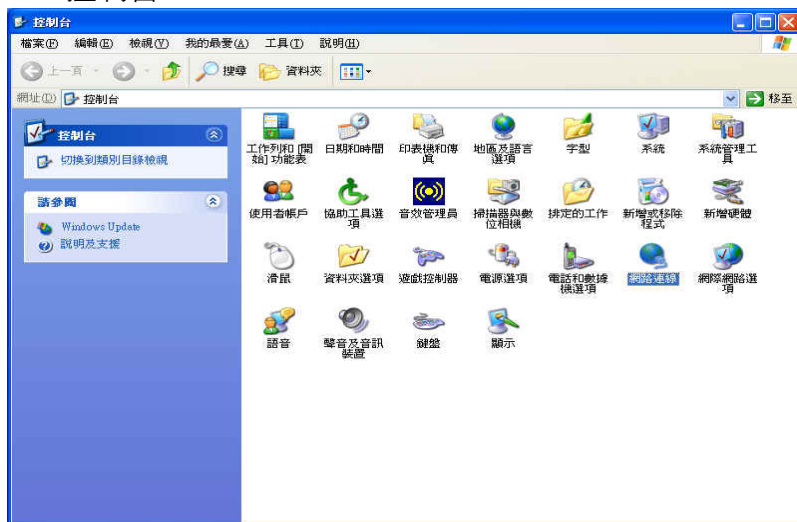 控制台
檔案(F) 編輯(E) 檢視(V) 我的最愛(A) 工具(T) 說明(H)
上一頁 搜尋 資料夾
網址(D) 控制台 移至
控制台
切換到類別目錄檢視
請參閱
Windows Update
說明及支援
工作列和 [開
始] 功能表
日期和時間
印表機和傳
真
地區及語言
選項
字型
系統
系統管理工
具
使用者帳戶
協助工具選
項
音效管理員
掃描器與數
位相機
排定的工作
新增或移除
程式
新增硬體
滑鼠
資料夾選項
遊戲控制器
電源選項
電話和數據
機選項
網路連線
網際網路選
項
語音
聲音及音訊
裝置
鍵盤
顯示